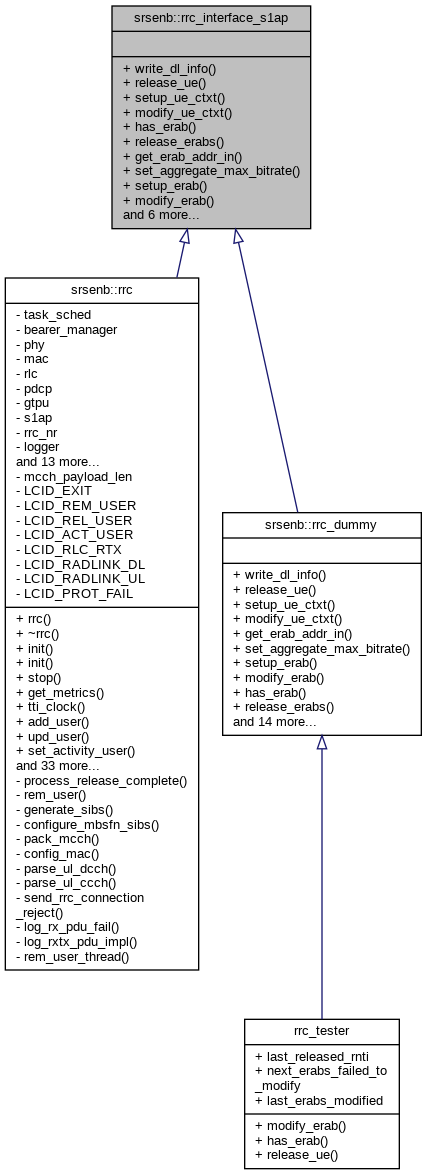 srsenb::rrc_interface_s1ap
+ write_dl_info()
+ release_ue()
+ setup_ue_ctxt()
+ modify_ue_ctxt()
+ has_erab()
+ release_erabs()
+ get_erab_addr_in()
+ set_aggregate_max_bitrate()
+ setup_erab()
+ modify_erab()
and 6 more...
srsenb::rrc
- task_sched
- bearer_manager
- phy
- mac
- rlc
- pdcp
- gtpu
- s1ap
- rrc_nr
- logger
and 13 more...
- mcch_payload_len
- LCID_EXIT
- LCID_REM_USER
- LCID_REL_USER
- LCID_ACT_USER
- LCID_RLC_RTX
- LCID_RADLINK_DL
- LCID_RADLINK_UL
- LCID_PROT_FAIL
+ rrc()
+ ~rrc()
+ init()
+ init()
+ stop()
+ get_metrics()
+ tti_clock()
+ add_user()
+ upd_user()
+ set_activity_user()
and 33 more...
- process_release_complete()
- rem_user()
- generate_sibs()
- configure_mbsfn_sibs()
- pack_mcch()
- config_mac()
- parse_ul_dcch()
- parse_ul_ccch()
- send_rrc_connection
_reject()
- log_rx_pdu_fail()
- log_rxtx_pdu_impl()
- rem_user_thread()
srsenb::rrc_dummy
+ write_dl_info()
+ release_ue()
+ setup_ue_ctxt()
+ modify_ue_ctxt()
+ get_erab_addr_in()
+ set_aggregate_max_bitrate()
+ setup_erab()
+ modify_erab()
+ has_erab()
+ release_erabs()
and 14 more...
rrc_tester
+ last_released_rnti
+ next_erabs_failed_to
_modify
+ last_erabs_modified
+ modify_erab()
+ has_erab()
+ release_ue()